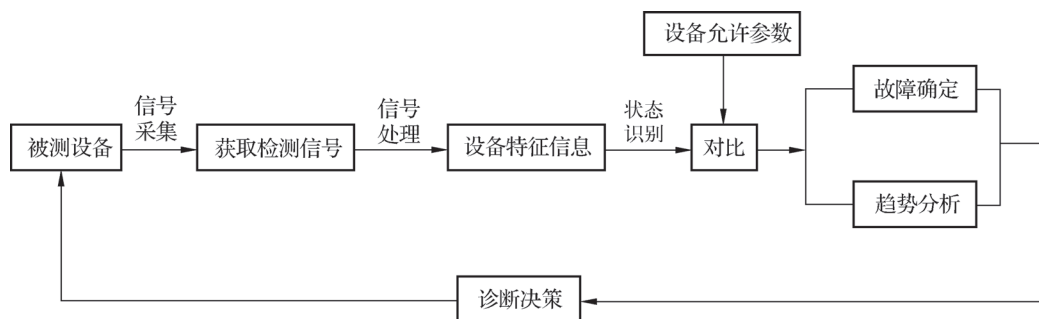 设备允许参数
信号
采集
信号
处理
状态
识别
故障确定
被测设备
获取检测信号
设备特征信息
对比
趋势分析
诊断决策